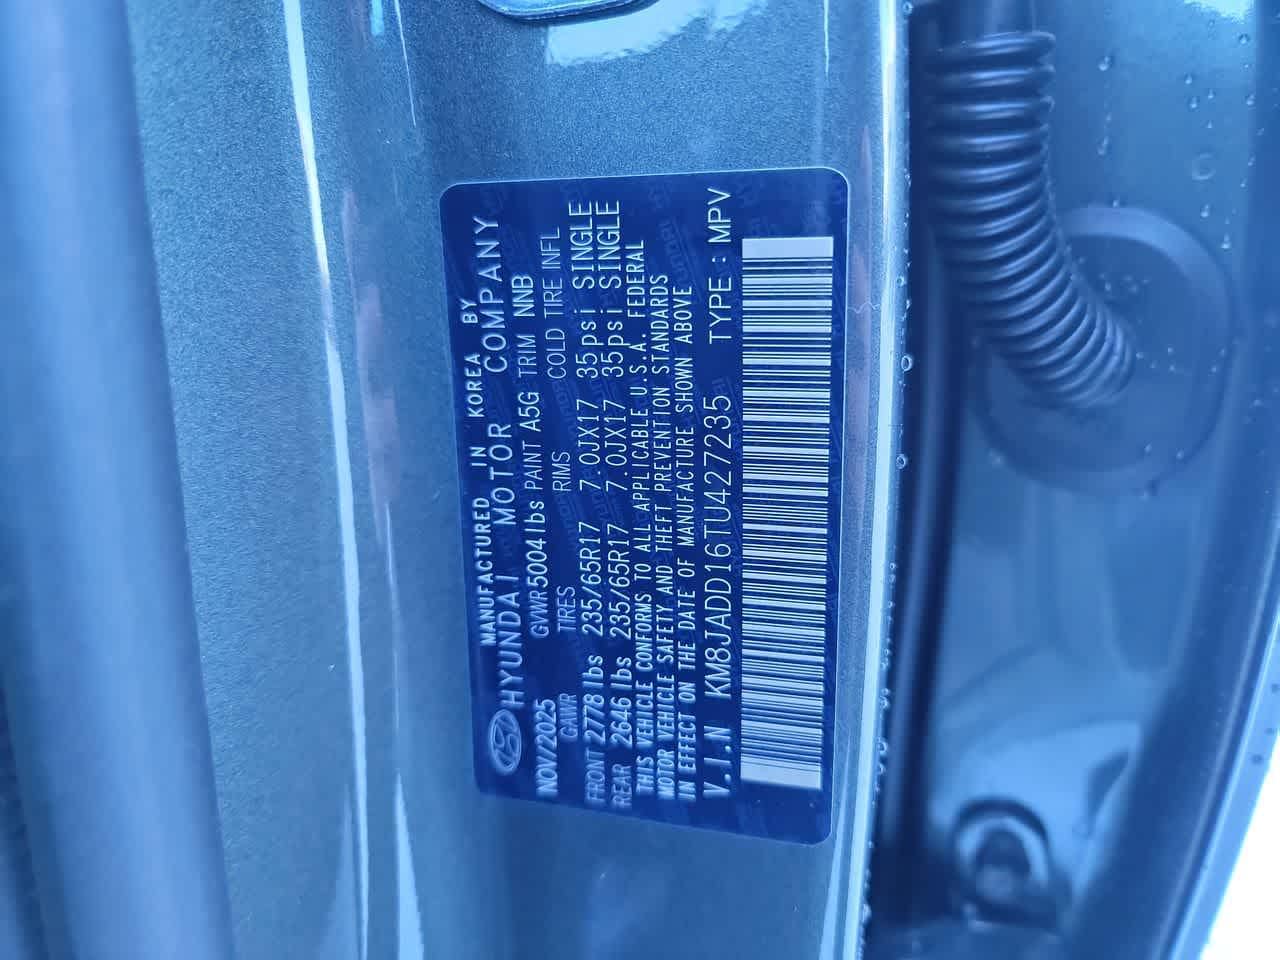 MANUFACTURED IN KOREA BY
HYUNDAI MOTOR COMPANY
NOV/2025 GVWR5004lbs PAINT A5G TRIM NNB
GAWR TIRES RIMS COLD TIRE INFL
FRONT 2778 lbs 235/65R17 7.0JX17 35psi SINGLE
REAR 2646 lbs 235/65R17 7.0JX17 35psi SINGLE
THIS VEHICLE CONFORMS TO ALL APPLICABLE U.S.A. FEDERAL
MOTOR VEHICLE SAFETY AND THEFT PREVENTION STANDARDS
IN EFFECT ON THE DATE OF MANUFACTURE SHOWN ABOVE
V.I.N KM8JADD16TU427235 TYPE : MPV